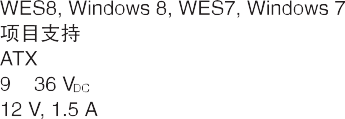 WES8, Windows 8, WES7, Windows 7
项目支持
ATX
9 36 VDC
12 V, 1.5 A